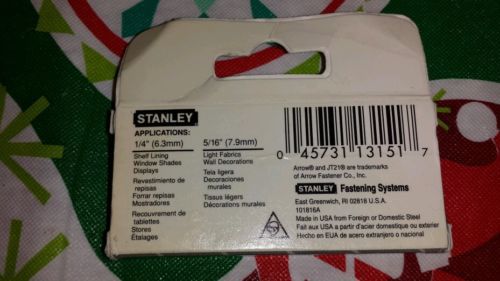 STANLEY
APPLICATIONS:
1/4" (6.3mm)
Shelf Lining
Window Shades
Displays
Revestimiento de
repisas
Forrar repisas
Mostradores
Recouvrement de
tablettes
Stores
Étalages
5/16" (7.9mm)
Light Fabrics
Wall Decorations
Tela ligera
Decoraciones
murales
Tissus légers
Décorations murales
0 45731 13151 7
Arrow® and JT21® are trademarks
of Arrow Fastener Co., Inc.
STANLEY Fastening Systems
East Greenwich, RI 02818 U.S.A.
101816A
Made in USA from Foreign or Domestic Steel
Fait aux USA a partir d'acier domestique ou extérier
Hecho en EUA de acero extranjero o nacional